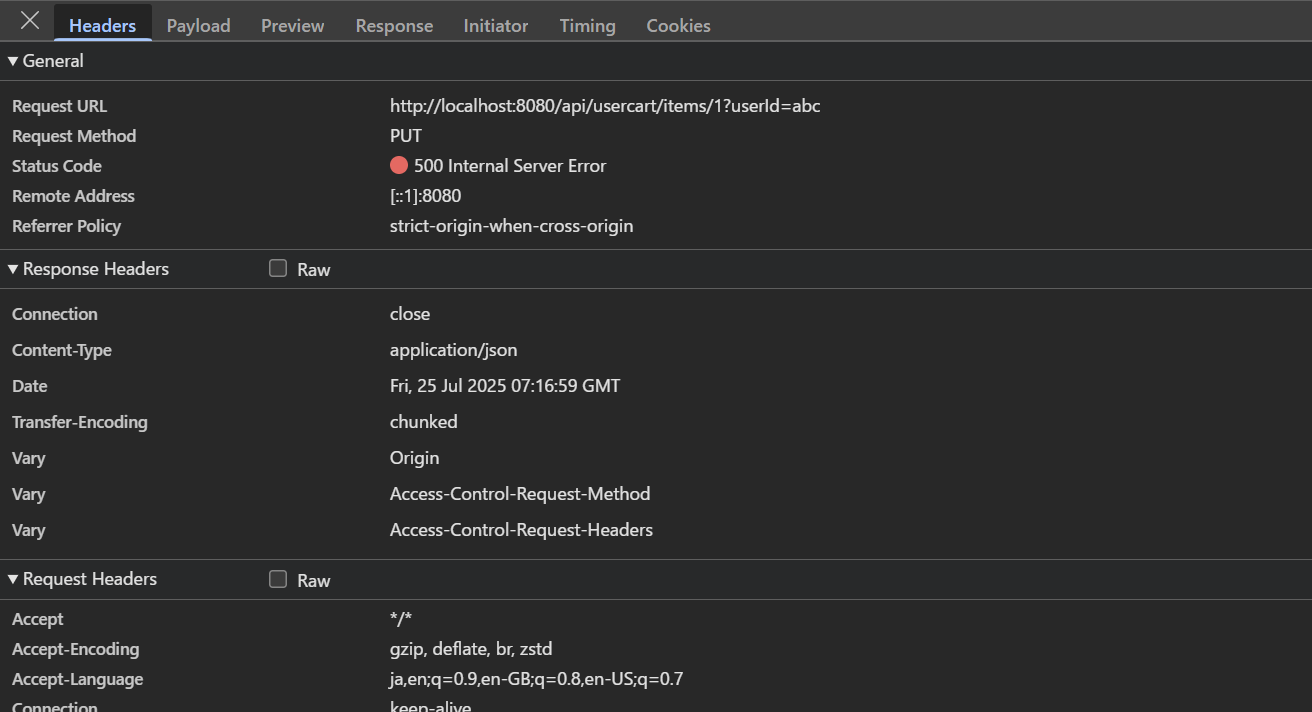 Headers Payload Preview Response Initiator Timing Cookies
General
Request URL http://localhost:8080/api/usercart/items/1?userId=abc
Request Method PUT
Status Code 500 Internal Server Error
Remote Address [::1]:8080
Referrer Policy strict-origin-when-cross-origin
Response Headers Raw
Connection close
Content-Type application/json
Date Fri, 25 Jul 2025 07:16:59 GMT
Transfer-Encoding chunked
Vary Origin
Vary Access-Control-Request-Method
Vary Access-Control-Request-Headers
Request Headers Raw
Accept */*
Accept-Encoding gzip, deflate, br, zstd
Accept-Language ja,en;q=0.9,en-GB;q=0.8,en-US;q=0.7
Connection keep-alive